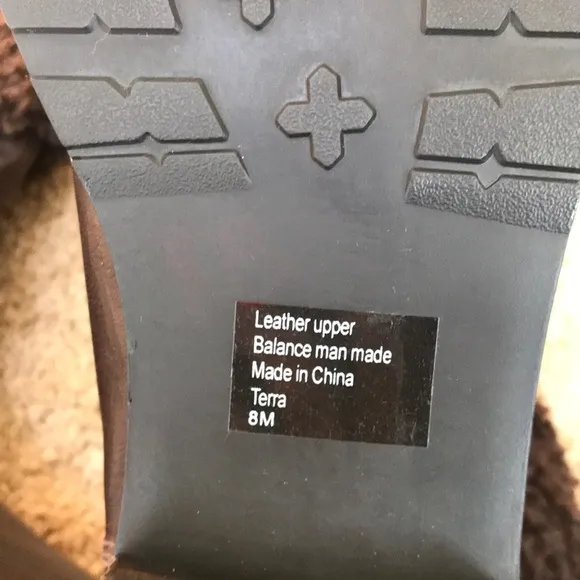 Leather upper
Balance man made
Made in China
Terra
8M